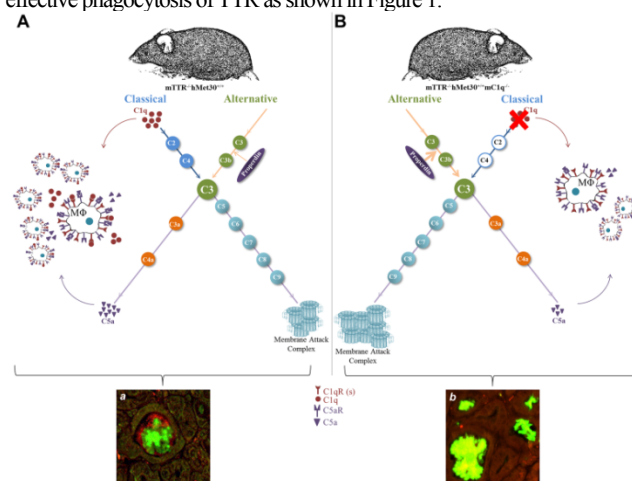 effective phagocytosis of TTR as shown in Figure 1.
A
B
mTTR-/-hMet30+/+
mTTR-/-hMet30+/+mC1q-/-
Classical
Alternative
Alternative
Classical
C1q
C1q
C2
C4
C3
C3b
Properdin
C3
C3b
Properdin
C2
C4
C3
C3
MΦ
MΦ
C3a
C4a
C5
C6
C7
C8
C9
C5
C6
C7
C8
C9
C3a
C4a
C5a
C5a
Membrane Attack
Complex
Membrane Attack
Complex
C1qR (s)
C1q
C5aR
C5a
a
b